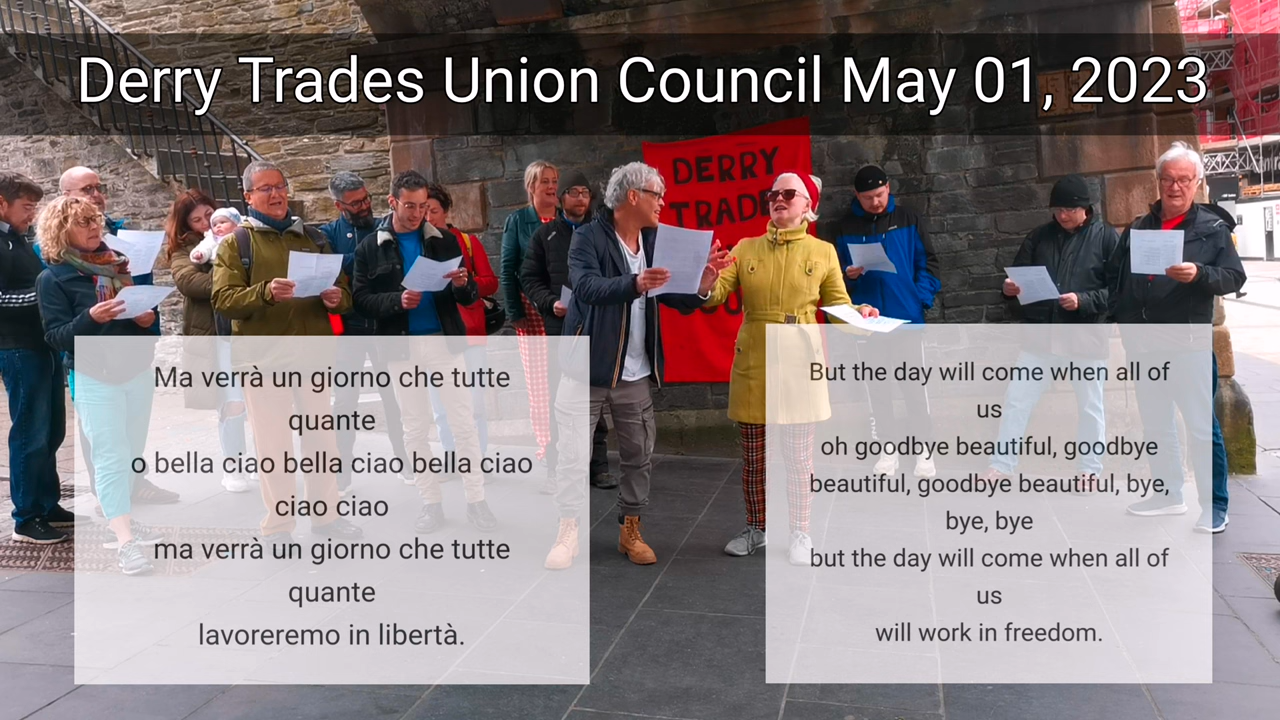 Derry Trades Union Council May 01, 2023
DERRY
TRADE
Ma verrà un giorno che tutte
quante
o bella ciao bella ciao bella ciao
ciao ciao
ma verrà un giorno che tutte
quante
lavoreremo in libertà.
But the day will come when all of
us
oh goodbye beautiful, goodbye
beautiful, goodbye beautiful, bye,
bye, bye
but the day will come when all of
us
will work in freedom.